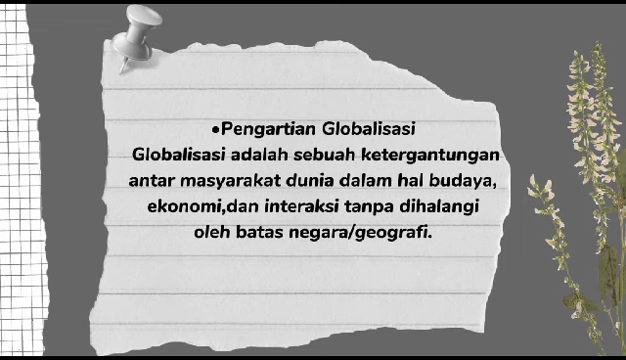 •Pengartian Globalisasi
Globalisasi adalah sebuah ketergantungan
antar masyarakat dunia dalam hal budaya,
ekonomi,dan interaksi tanpa dihalangi
oleh batas negara/geografi.